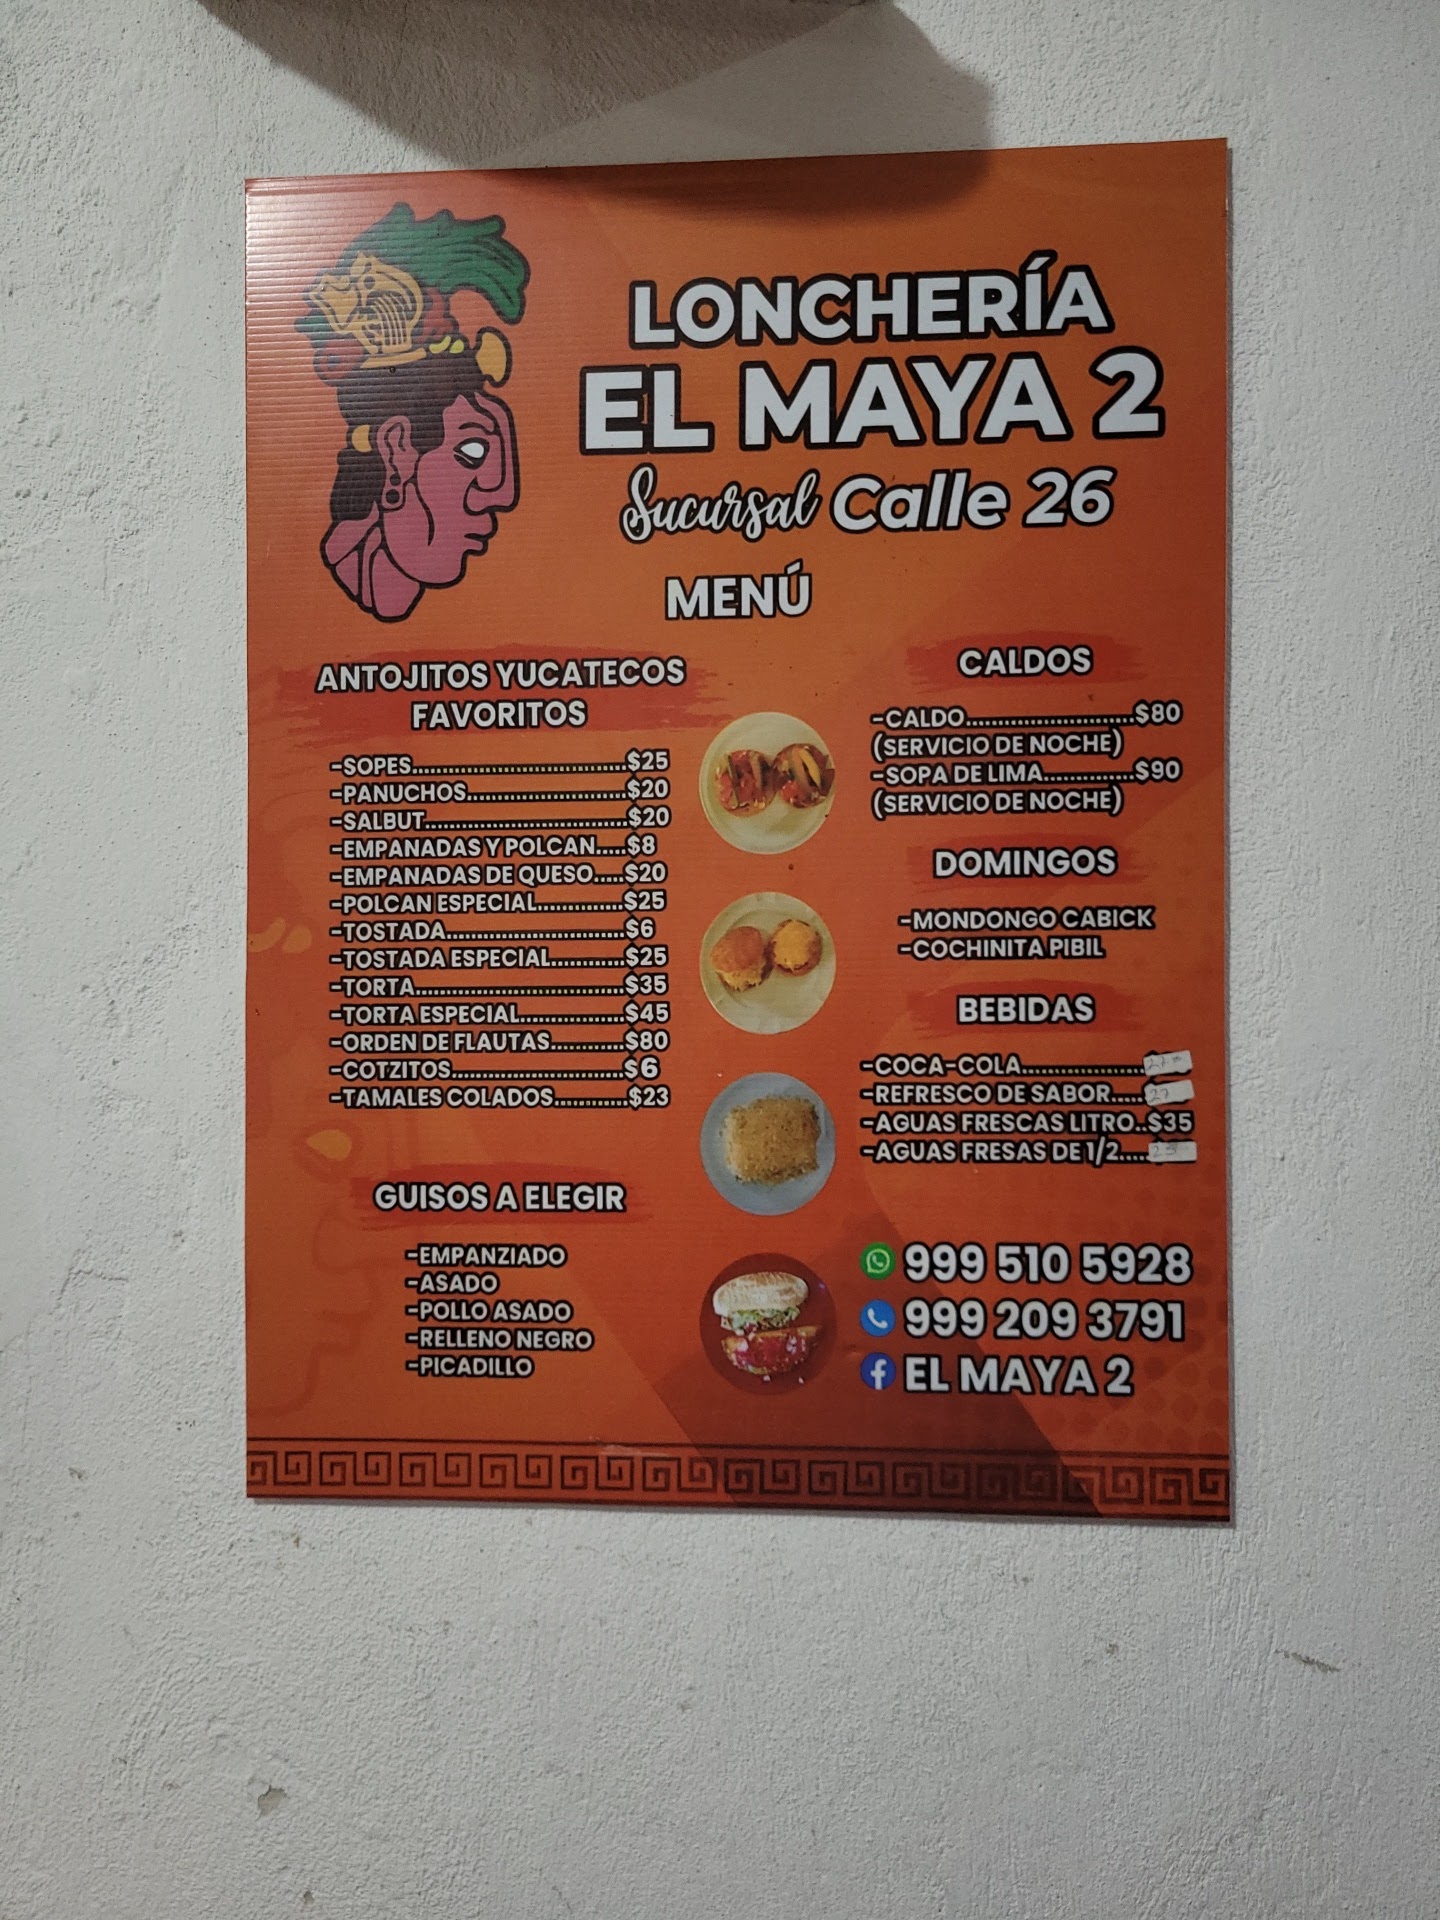 LONCHERÍA
EL MAYA 2
Sucursal Calle 26
MENÚ
ANTOJITOS YUCATECOS
FAVORITOS
-SOPES.................................$25
-PANUCHOS........................$20
-SALBUT...............................$20
-EMPANADAS Y POLCAN.....$8
-EMPANADAS DE QUESO.....$20
-POLCAN ESPECIAL.............$25
-TOSTADA...........................$6
-TOSTADA ESPECIAL...........$25
-TORTA................................$35
-TORTA ESPECIAL................$45
-ORDEN DE FLAUTAS...........$80
-COTZITOS..........................$6
-TAMALES COLADOS...........$23
GUISOS A ELEGIR
-EMPANZIADO
-ASADO
-POLLO ASADO
-RELLENO NEGRO
-PICADILLO
CALDOS
-CALDO..........................$80
(SERVICIO DE NOCHE)
-SOPA DE LIMA..............$90
(SERVICIO DE NOCHE)
DOMINGOS
-MONDONGO CABICK
-COCHINITA PIBIL
BEBIDAS
-COCA-COLA...................
-REFRESCO DE SABOR.....
-AGUAS FRESCAS LITRO..$35
-AGUAS FRESAS DE 1/2.....
999 510 5928
999 209 3791
EL MAYA 2